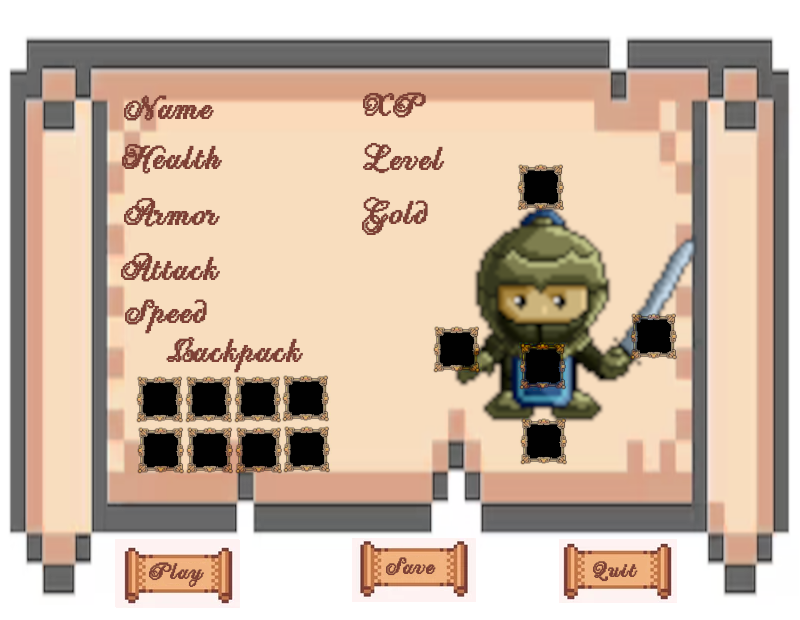 Name
Health
Armor
Attack
Speed
XP
Level
Gold
Backpack
Play
Save
Quit